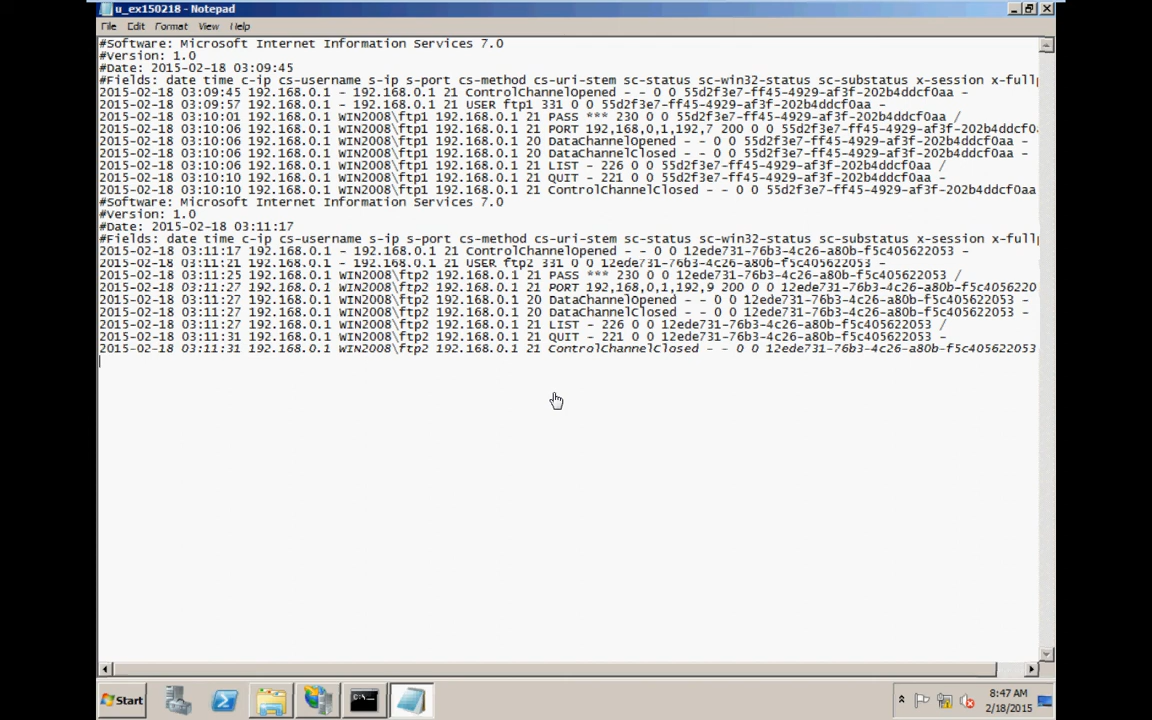 u_ex150218 - Notepad
File Edit Format View Help
#Software: Microsoft Internet Information Services 7.0
#Version: 1.0
#Date: 2015-02-18 03:09:45
#Fields: date time c-ip cs-username s-ip s-port cs-method cs-uri-stem sc-status sc-win32-status sc-substatus x-session x-fullp
2015-02-18 03:09:45 192.168.0.1 - 192.168.0.1 21 ControlChannelOpened - - 0 0 55d2f3e7-ff45-4929-af3f-202b4ddcf0aa -
2015-02-18 03:09:57 192.168.0.1 - 192.168.0.1 21 USER ftp1 331 0 0 55d2f3e7-ff45-4929-af3f-202b4ddcf0aa -
2015-02-18 03:10:01 192.168.0.1 WIN2008\ftp1 192.168.0.1 21 PASS *** 230 0 0 55d2f3e7-ff45-4929-af3f-202b4ddcf0aa /
2015-02-18 03:10:06 192.168.0.1 WIN2008\ftp1 192.168.0.1 21 PORT 192,168,0,1,192,7 200 0 0 55d2f3e7-ff45-4929-af3f-202b4ddcf0
2015-02-18 03:10:06 192.168.0.1 WIN2008\ftp1 192.168.0.1 20 DataChannelOpened - - 0 0 55d2f3e7-ff45-4929-af3f-202b4ddcf0aa -
2015-02-18 03:10:06 192.168.0.1 WIN2008\ftp1 192.168.0.1 20 DataChannelClosed - - 0 0 55d2f3e7-ff45-4929-af3f-202b4ddcf0aa -
2015-02-18 03:10:06 192.168.0.1 WIN2008\ftp1 192.168.0.1 21 LIST - 226 0 0 55d2f3e7-ff45-4929-af3f-202b4ddcf0aa /
2015-02-18 03:10:10 192.168.0.1 WIN2008\ftp1 192.168.0.1 21 QUIT - 221 0 0 55d2f3e7-ff45-4929-af3f-202b4ddcf0aa -
2015-02-18 03:10:10 192.168.0.1 WIN2008\ftp1 192.168.0.1 21 ControlChannelClosed - - 0 0 55d2f3e7-ff45-4929-af3f-202b4ddcf0aa
#Software: Microsoft Internet Information Services 7.0
#Version: 1.0
#Date: 2015-02-18 03:11:17
#Fields: date time c-ip cs-username s-ip s-port cs-method cs-uri-stem sc-status sc-win32-status sc-substatus x-session x-fullp
2015-02-18 03:11:17 192.168.0.1 - 192.168.0.1 21 ControlChannelOpened - - 0 0 12ede731-76b3-4c26-a80b-f5c405622053 -
2015-02-18 03:11:21 192.168.0.1 - 192.168.0.1 21 USER ftp2 331 0 0 12ede731-76b3-4c26-a80b-f5c405622053 -
2015-02-18 03:11:25 192.168.0.1 WIN2008\ftp2 192.168.0.1 21 PASS *** 230 0 0 12ede731-76b3-4c26-a80b-f5c405622053 /
2015-02-18 03:11:27 192.168.0.1 WIN2008\ftp2 192.168.0.1 21 PORT 192,168,0,1,192,9 200 0 0 12ede731-76b3-4c26-a80b-f5c4056220
2015-02-18 03:11:27 192.168.0.1 WIN2008\ftp2 192.168.0.1 20 DataChannelOpened - - 0 0 12ede731-76b3-4c26-a80b-f5c405622053 -
2015-02-18 03:11:27 192.168.0.1 WIN2008\ftp2 192.168.0.1 20 DataChannelClosed - - 0 0 12ede731-76b3-4c26-a80b-f5c405622053 -
2015-02-18 03:11:27 192.168.0.1 WIN2008\ftp2 192.168.0.1 21 LIST - 226 0 0 12ede731-76b3-4c26-a80b-f5c405622053 /
2015-02-18 03:11:31 192.168.0.1 WIN2008\ftp2 192.168.0.1 21 QUIT - 221 0 0 12ede731-76b3-4c26-a80b-f5c405622053 -
2015-02-18 03:11:31 192.168.0.1 WIN2008\ftp2 192.168.0.1 21 ControlChannelClosed - - 0 0 12ede731-76b3-4c26-a80b-f5c405622053
Start
C:\.
8:47 AM
2/18/2015